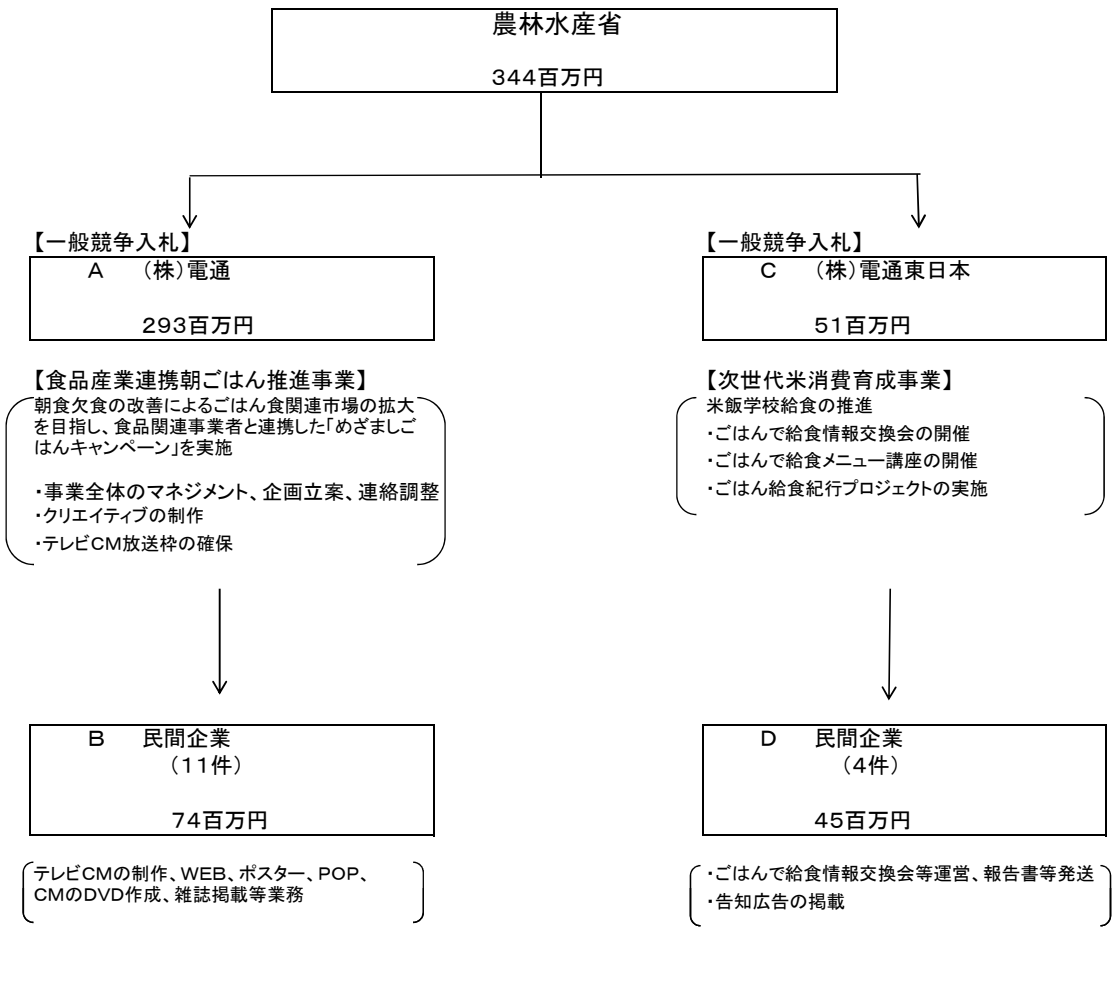 農林水産省
344百万円
【一般競争入札】
A (株)電通
293百万円
【食品産業連携朝ごはん推進事業】
朝食欠食の改善によるごはん食関連市場の拡大
を目指し、食品関連事業者と連携した「めざましご
はんキャンペーン」を実施
・事業全体のマネジメント、企画立案、連絡調整
・クリエイティブの制作
・テレビCM放送枠の確保
B 民間企業
(11件)
74百万円
テレビCMの制作、WEB、ポスター、POP、
CMのDVD作成、雑誌掲載等業務
【一般競争入札】
C (株)電通東日本
51百万円
【次世代米消費育成事業】
米飯学校給食の推進
・ごはんで給食情報交換会の開催
・ごはんで給食メニュー講座の開催
・ごはん給食紀行プロジェクトの実施
D 民間企業
(4件)
45百万円
・ごはんで給食情報交換会等運営、報告書等発送
・告知広告の掲載